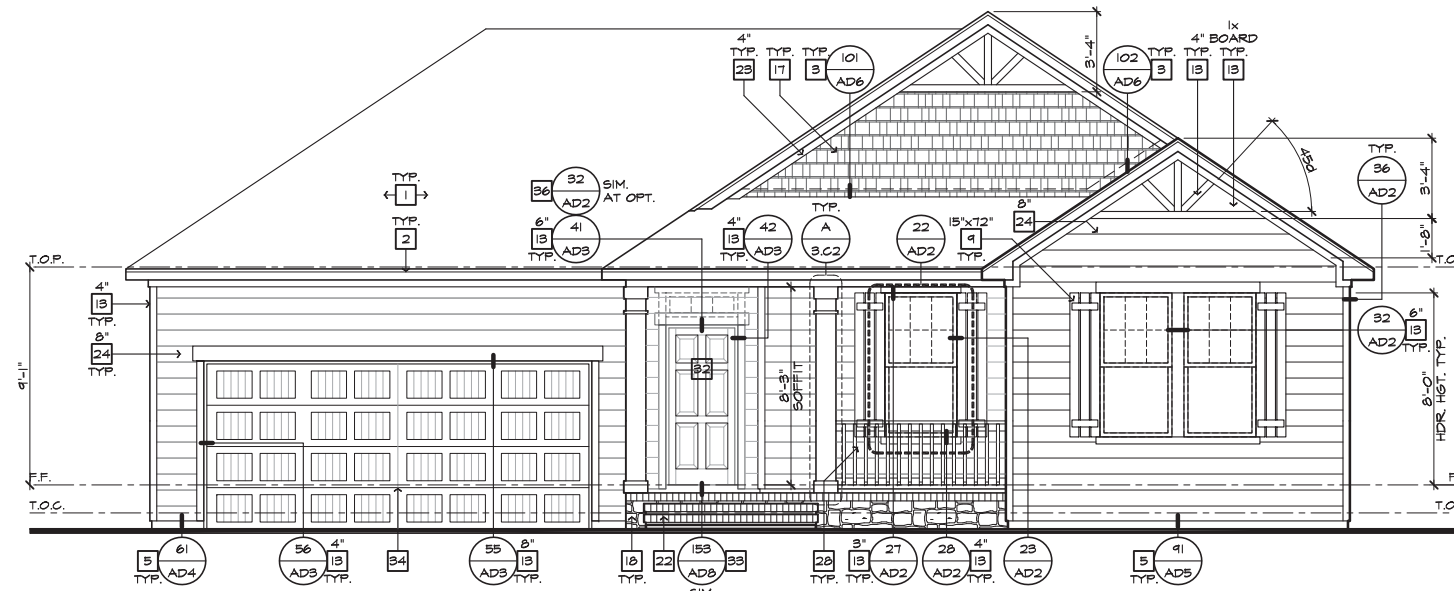 4"
TYP.
23
TYP.
17
TYP.
3
101
AD6
3'-4"
102
AD6
TYP.
3
4"
TYP.
13
1x
BOARD
TYP.
13
45d
TYP.
36
AD2
3'-4"
1'-8"
TYP.
1
TYP.
2
36
32
AD2
SIM.
AT OPT.
6"
13
TYP.
41
AD3
4"
13
TYP.
42
AD3
TYP.
A
3.C2
22
AD2
15"x72"
9
TYP.
8"
24
T.O.P.
4"
13
TYP.
8"
24
TYP.
9'-1"
32
8'-3"
SOFFIT
32
AD2
6"
13
TYP.
8'-0"
HDR. HGT. TYP.
F.F.
T.O.C.
5
TYP.
61
AD4
56
AD3
4"
13
TYP.
34
55
AD3
8"
13
TYP.
18
TYP.
22
153
AD8
33
SIM.
28
TYP.
3"
13
TYP.
27
AD2
28
AD2
4"
13
TYP.
23
AD2
5
TYP.
91
AD5